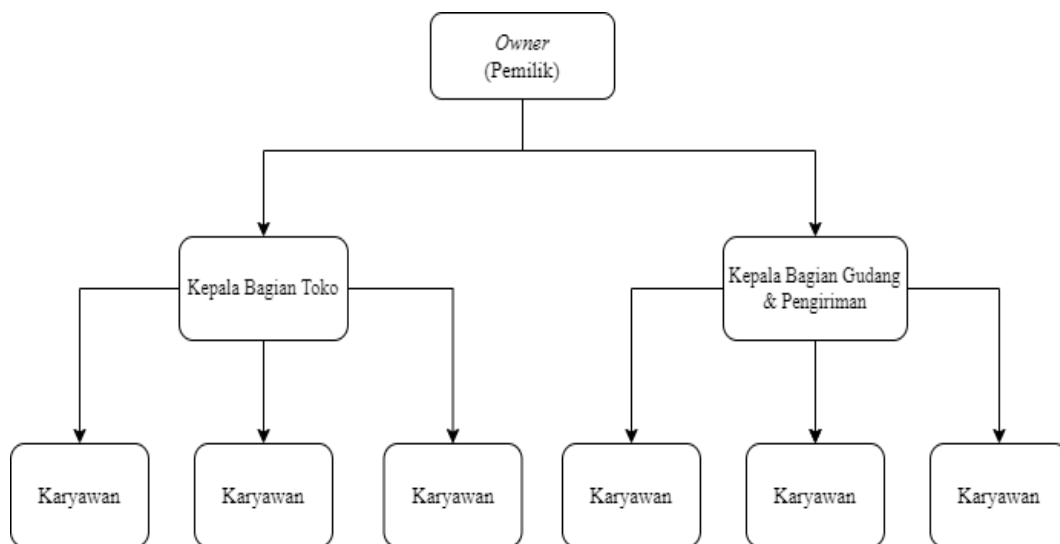 Owner
(Pemilik)
Kepala Bagian Toko
Kepala Bagian Gudang
& Pengiriman
Karyawan
Karyawan
Karyawan
Karyawan
Karyawan
Karyawan